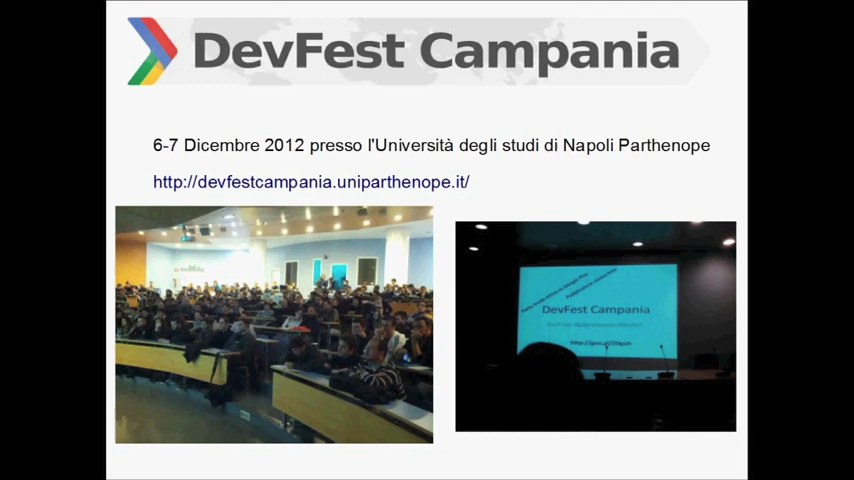 DevFest Campania
6-7 Dicembre 2012 presso l'Università degli studi di Napoli Parthenope
http://devfestcampania.uniparthenope.it/
DevFest Campania